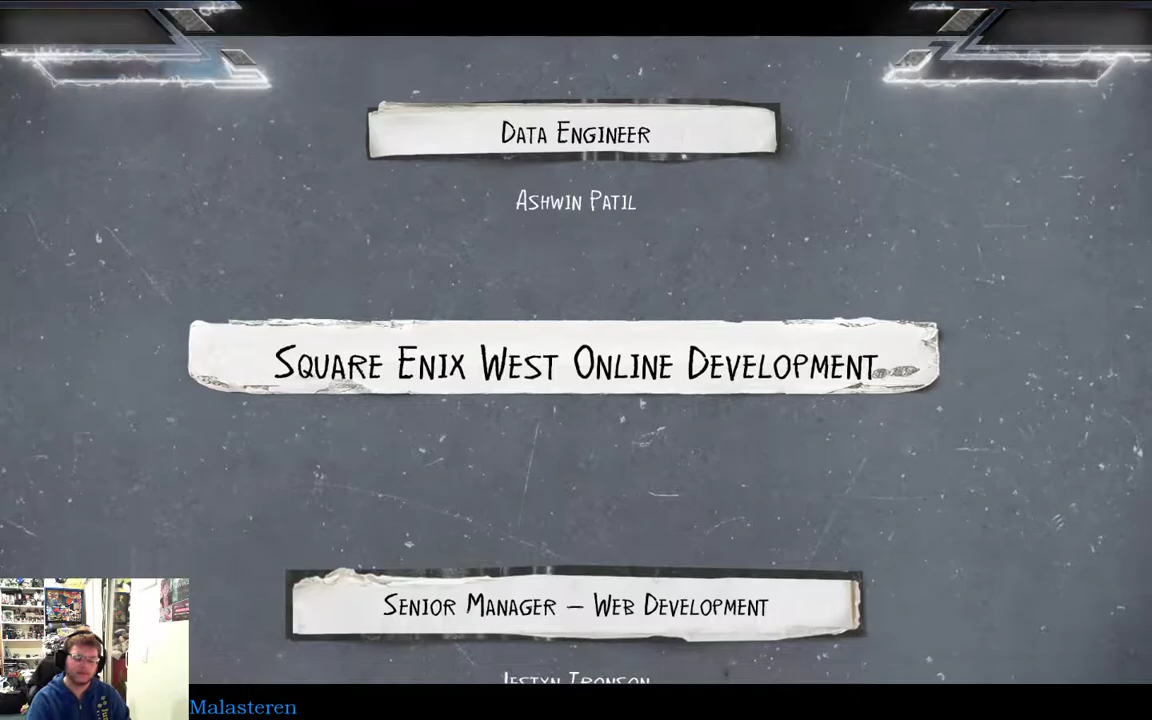 Data Engineer
Ashwin Patil
Square Enix West Online Development
Senior Manager – Web Development
Malasteren